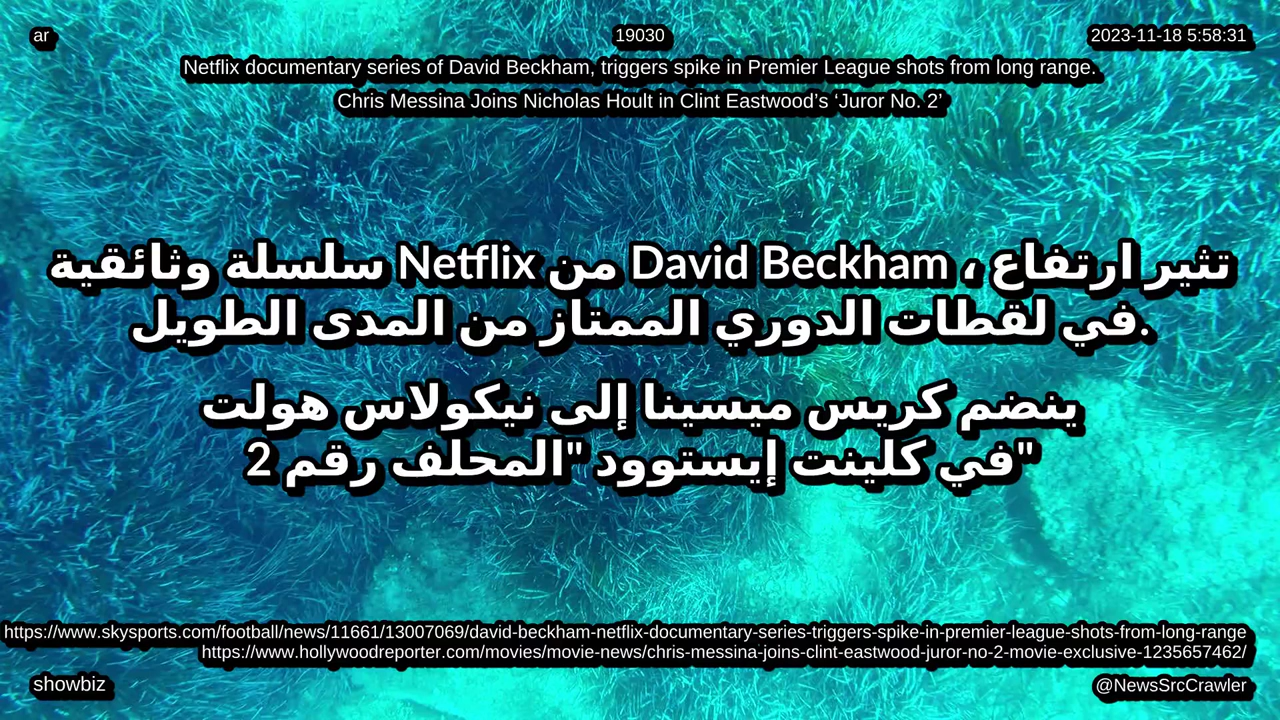 ar
19030
2023-11-18 5:58:31
Netflix documentary series of David Beckham, triggers spike in Premier League shots from long range.
Chris Messina Joins Nicholas Hoult in Clint Eastwood’s ‘Juror No. 2’
سلسلة وثائقية Netflix من David Beckham ، تثير ارتفاع
في لقطات الدوري الممتاز من المدى الطويل.
ينضم كريس ميسينا إلى نيكولاس هولت
في كلينت إيستوود "المحلف رقم 2"
https://www.skysports.com/football/news/11661/13007069/david-beckham-netflix-documentary-series-triggers-spike-in-premier-league-shots-from-long-range
https://www.hollywoodreporter.com/movies/movie-news/chris-messina-joins-clint-eastwood-juror-no-2-movie-exclusive-1235657462/
showbiz
@NewsSrcCrawler